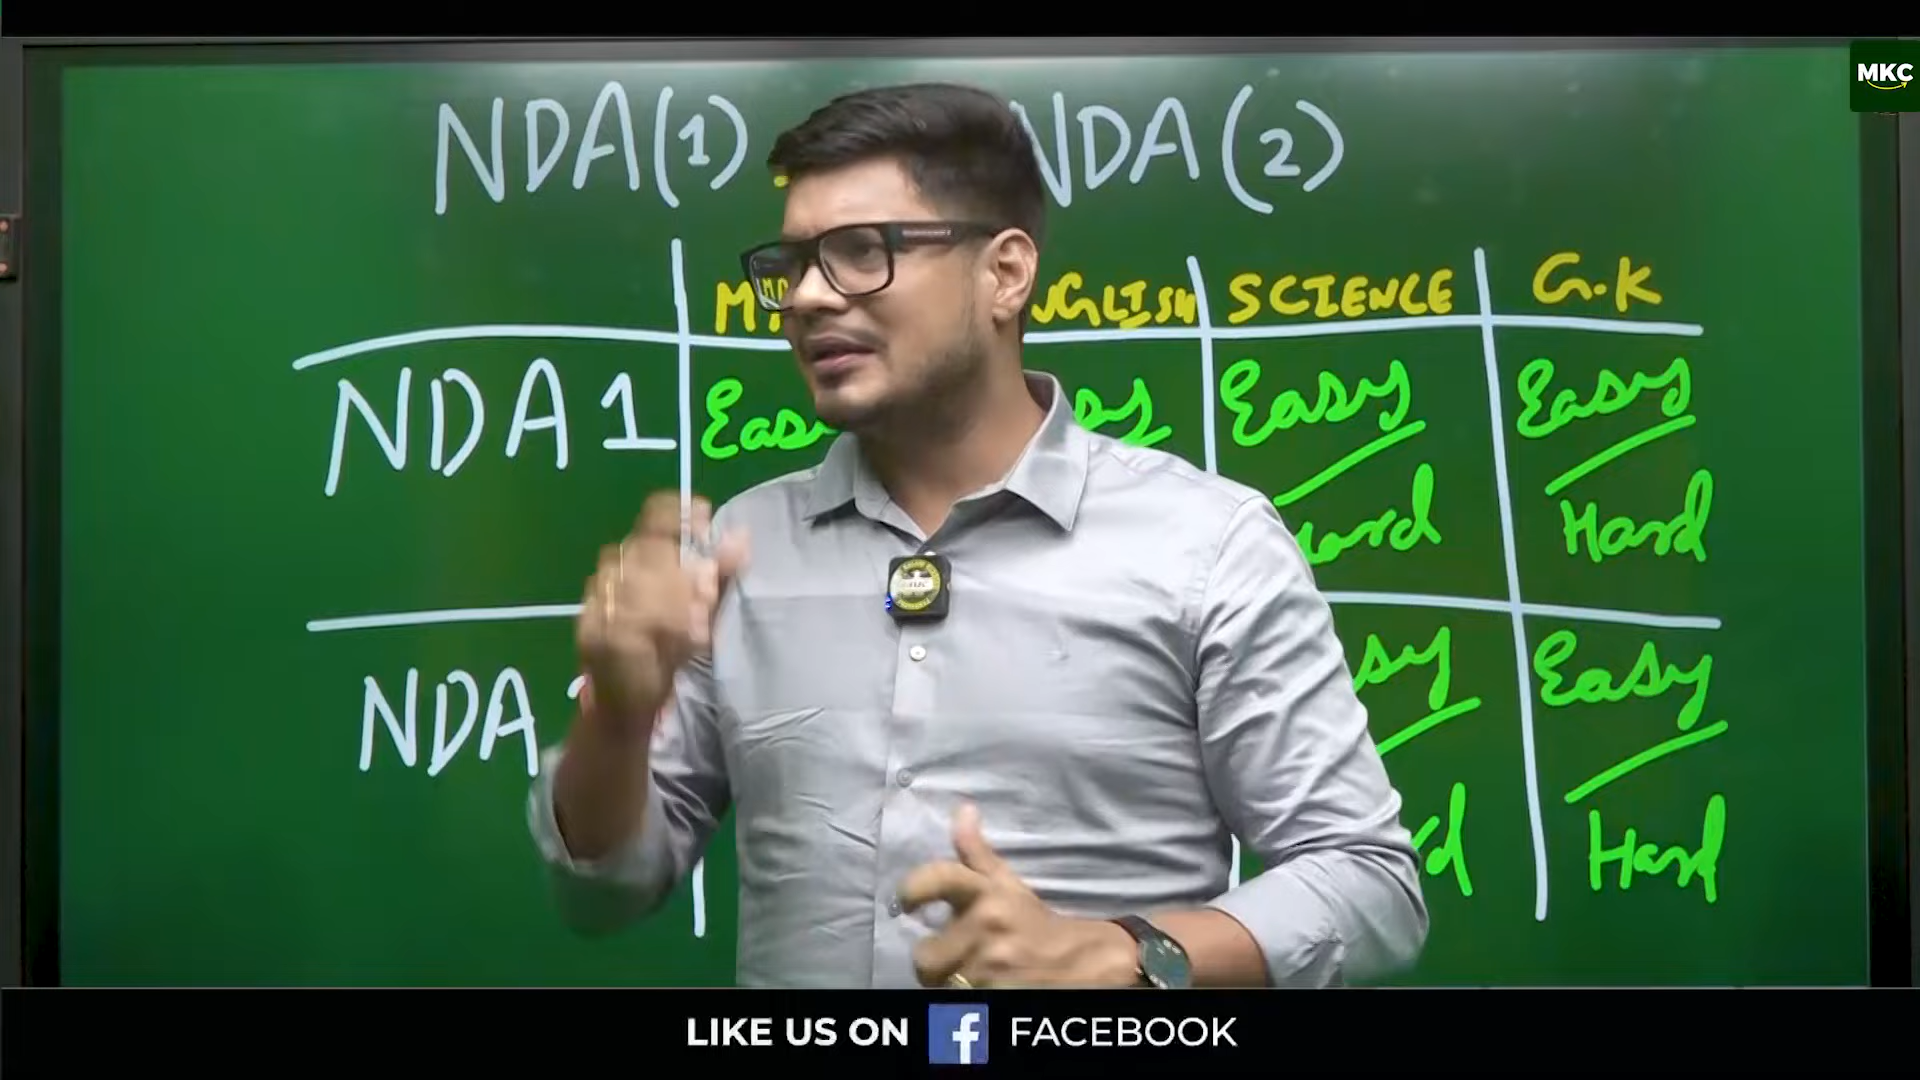 MKC
NDA(1) NDA(2)
SCIENCE G.K
NDA 1 Easy Easy
Hard
NDA Easy
Hard
LIKE US ON f FACEBOOK